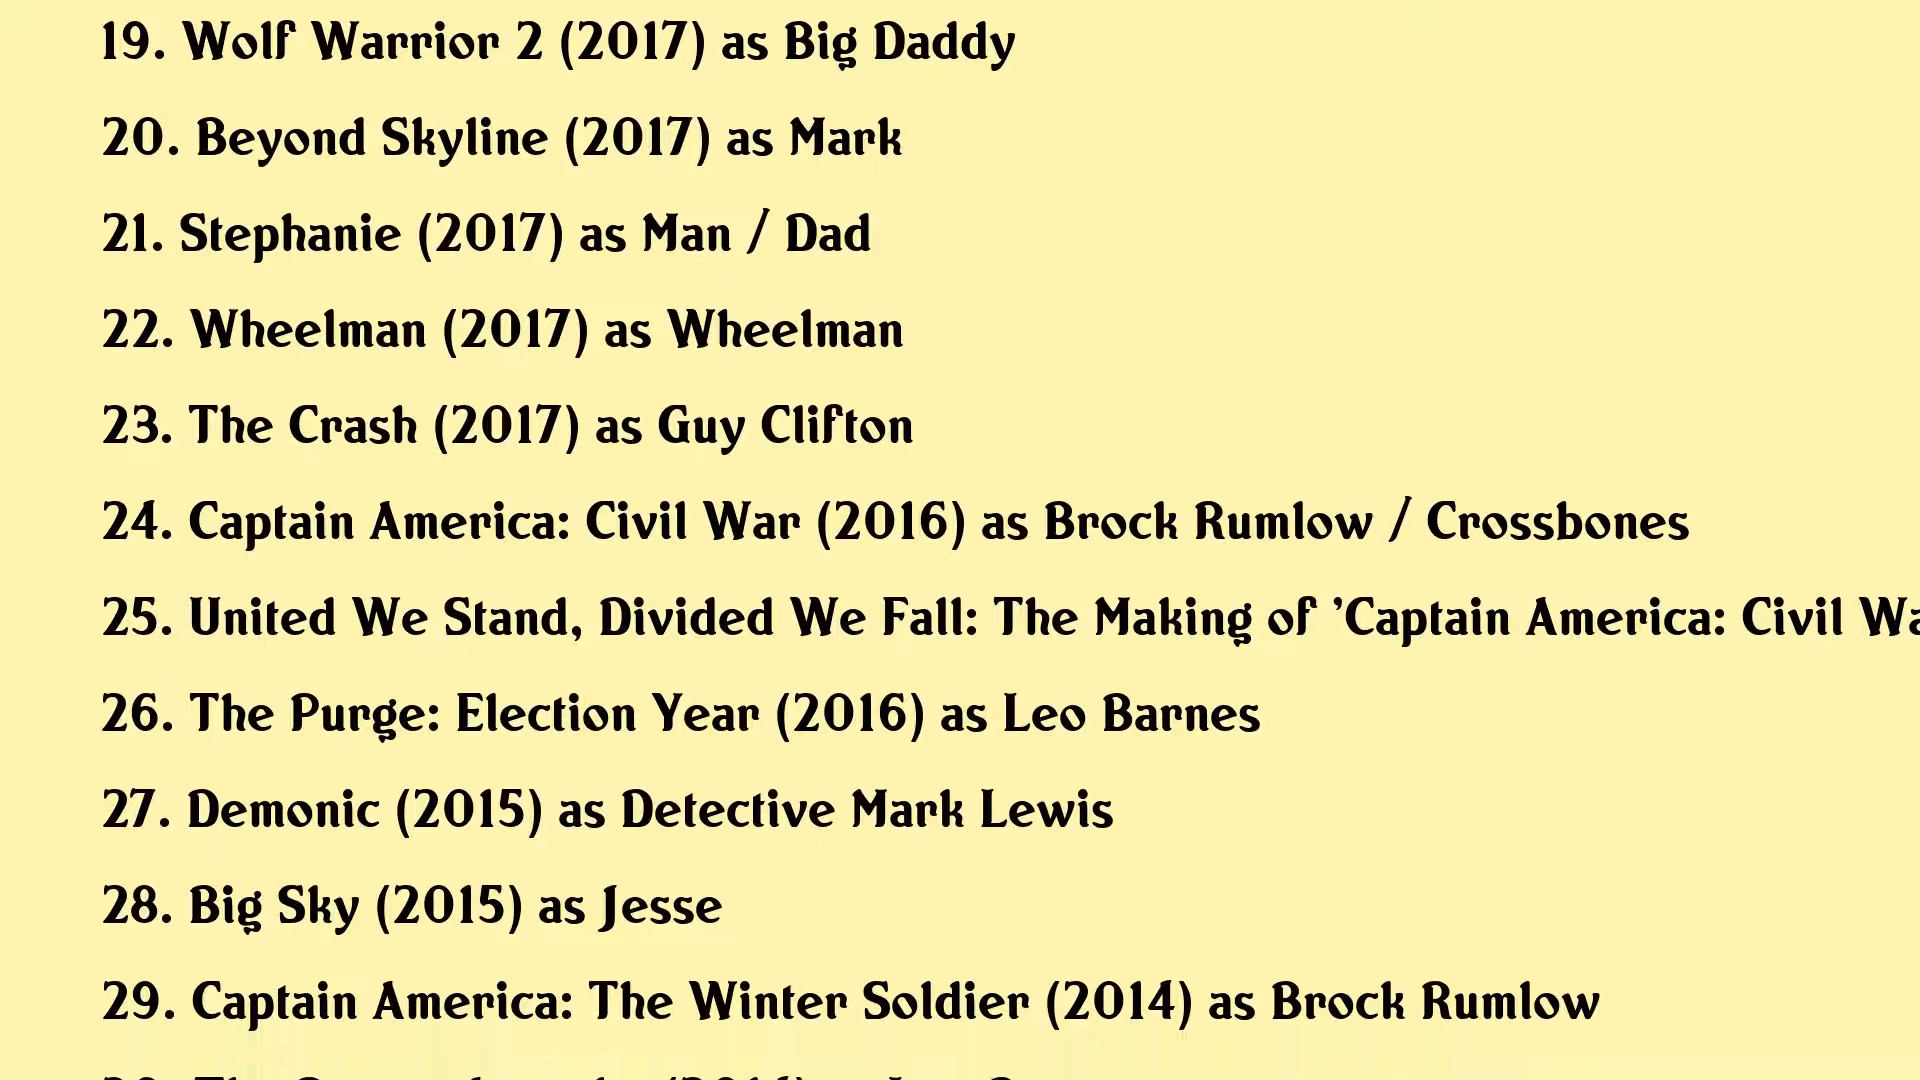 19. Wolf Warrior 2 (2017) as Big Daddy
20. Beyond Skyline (2017) as Mark
21. Stephanie (2017) as Man / Dad
22. Wheelman (2017) as Wheelman
23. The Crash (2017) as Guy Clifton
24. Captain America: Civil War (2016) as Brock Rumlow / Crossbones
25. United We Stand, Divided We Fall: The Making of 'Captain America: Civil
26. The Purge: Election Year (2016) as Leo Barnes
27. Demonic (2015) as Detective Mark Lewis
28. Big Sky (2015) as Jesse
29. Captain America: The Winter Soldier (2014) as Brock Rumlow